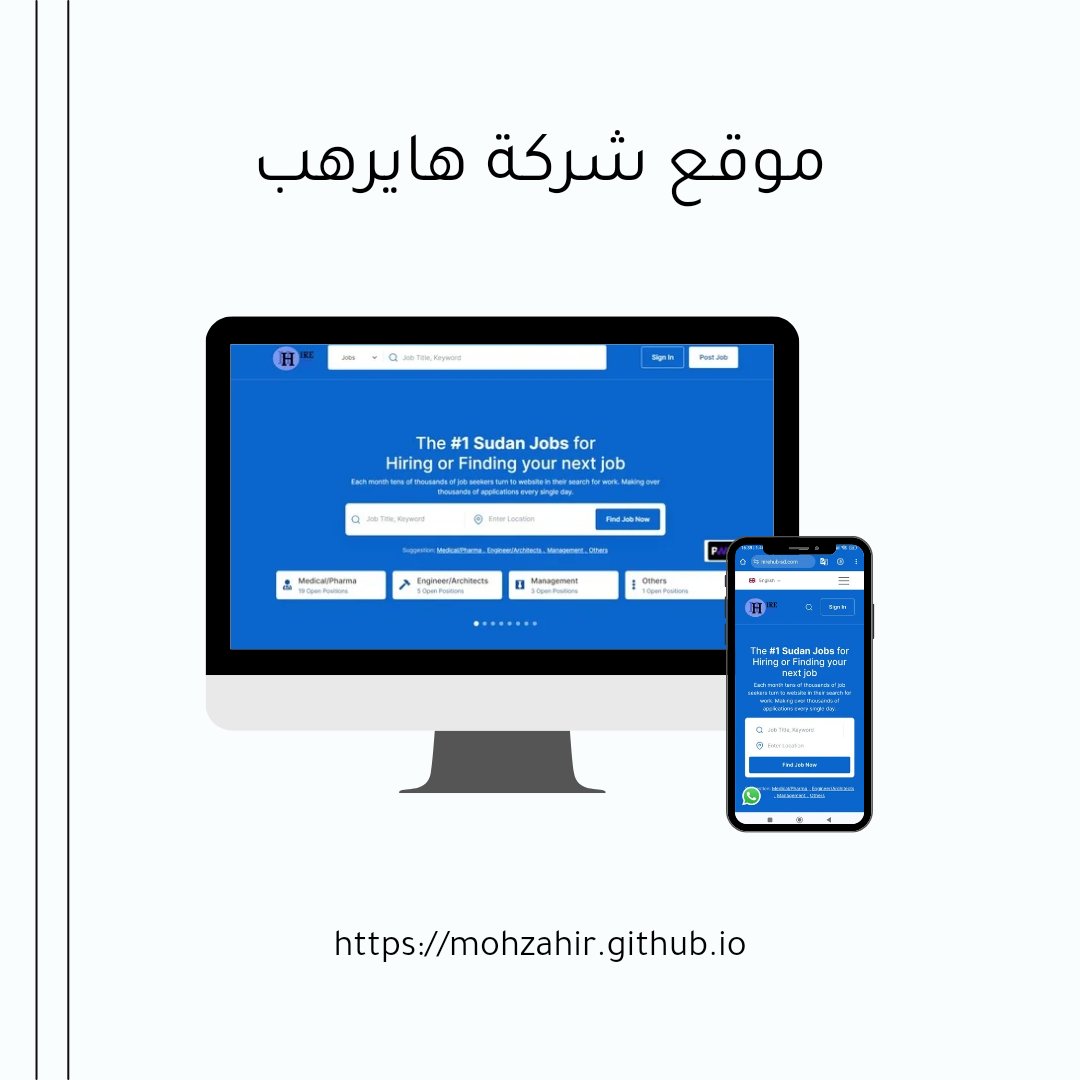 موقع شركة هايرهب
H IRE
Jobs
Job Title, Keyword
Sign In
Post Job
The #1 Sudan Jobs for
Hiring or Finding your next job
Each month tens of thousands of job seekers turn to website in their search for work. Making over
thousands of applications every single day.
Job Title, Keyword
Enter Location
Find Job Now
Suggestion: Medical/Pharma , Engineer/Architects , Management , Others
Medical/Pharma
19 Open Positions
Engineer/Architects
5 Open Positions
Management
3 Open Positions
Others
1 Open Positions
hirehub-sd.com
English
H IRE
Sign In
The #1 Sudan Jobs for
Hiring or Finding your
next job
Each month tens of thousands of job
seekers turn to website in their search for
work. Making over thousands of
applications every single day.
Job Title, Keyword
Enter Location
Find Job Now
Medical/Pharma , Engineer/Architects
, Management , Others
https://mohzahir.github.io